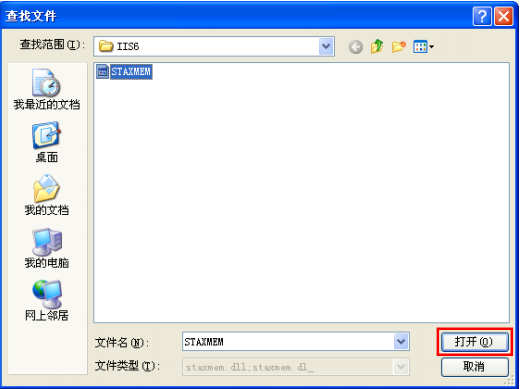 查找文件
查找范围(I):
IIS6
STAXMEM
我最近的文档
桌面
我的文档
我的电脑
网上邻居
文件名(N):
STAXMEM
打开(O)
文件类型(T):
staxmem.dll;staxmem.dl_
取消